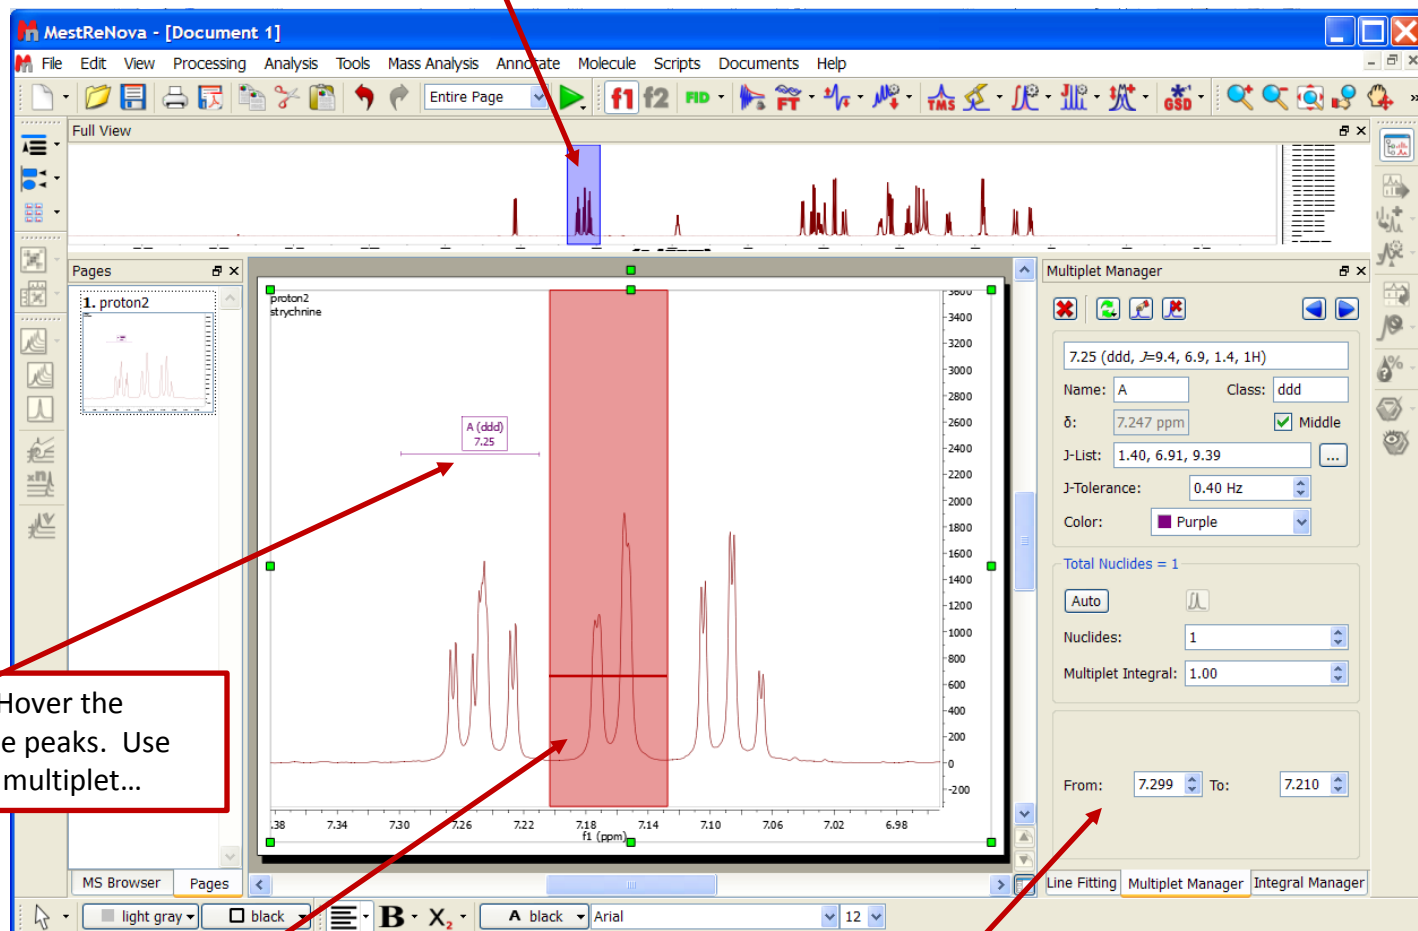 MestReNova - [Document 1]
File Edit View Processing Analysis Tools Mass Analysis Annotate Molecule Scripts Documents Help
Entire Page f1 f2 FID FT TMS GSD »
Full View
Pages
1. proton2
proton2
strychnine
A (ddd)
7.25
3600
3400
3200
3000
2800
2600
2400
2200
2000
1800
1600
1400
1200
1000
800
600
400
200
0
-200
7.38 7.34 7.30 7.26 7.22 7.18 7.14 7.10 7.06 7.02 6.98
f1 (ppm)
Hover the
e peaks. Use
multiplet...
Multiplet Manager
7.25 (ddd, J=9.4, 6.9, 1.4, 1H)
Name: A Class: ddd
δ: 7.247 ppm Middle
J-List: 1.40, 6.91, 9.39 ...
J-Tolerance: 0.40 Hz
Color: Purple
Total Nuclides = 1
Auto
Nuclides: 1
Multiplet Integral: 1.00
From: 7.299 To: 7.210
MS Browser Pages
Line Fitting Multiplet Manager Integral Manager
light gray black B X2 A black Arial 12